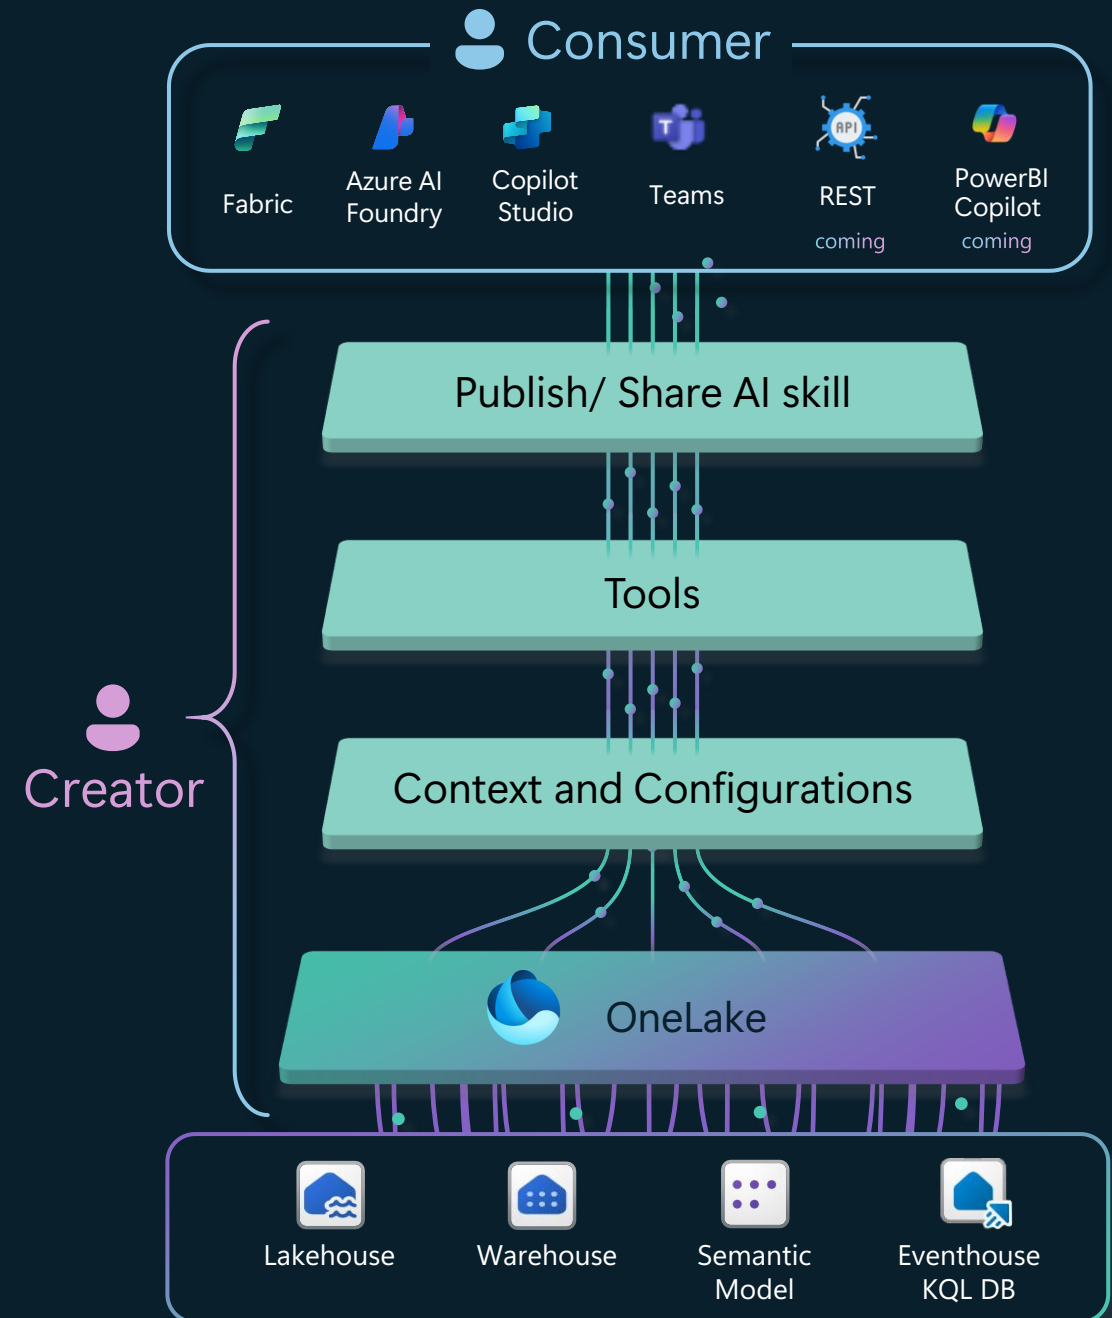 Consumer
Fabric
Azure AI
Foundry
Copilot
Studio
T
Teams
API
REST
coming
PowerBI
Copilot
coming
Publish/ Share AI skill
Tools
Context and Configurations
Creator
OneLake
Lakehouse
Warehouse
Semantic
Model
Eventhouse
KQL DB